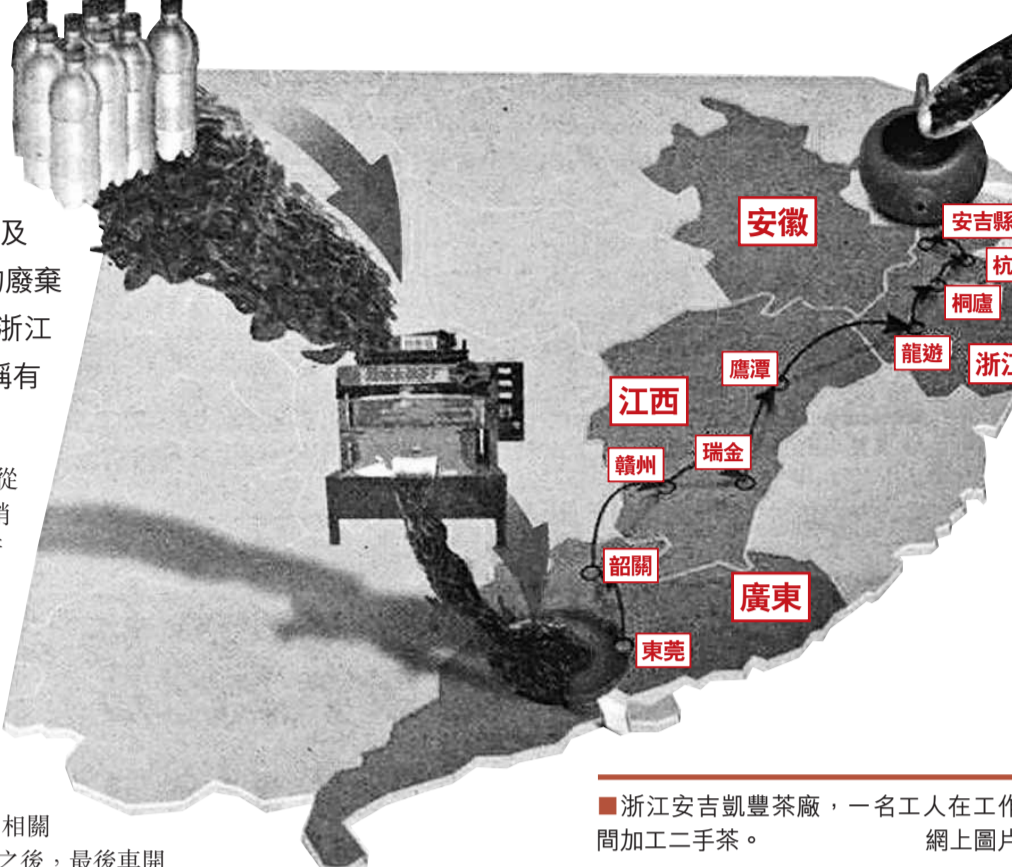 及
廢棄
浙江
稱有
從
安徽
安吉縣
杭
桐廬
龍遊
浙江
鷹潭
江西
瑞金
贛州
韶關
廣東
東莞
相關
之後，最後車開
■浙江安吉凱豐茶廠，一名工人在工作
間加工二手茶。 網上圖片